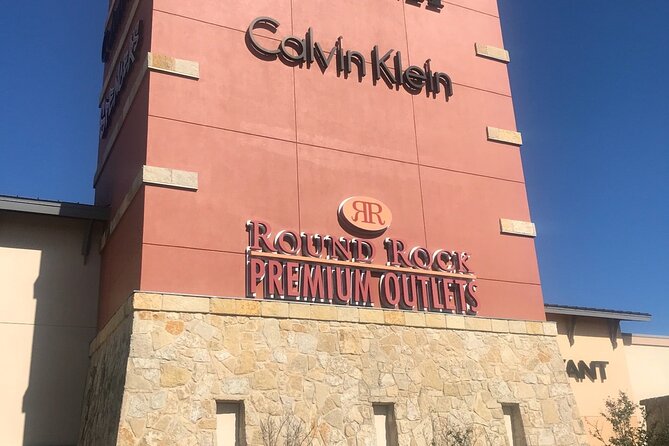 Calvin Klein
RR
ROUND ROCK
PREMIUM OUTLETS